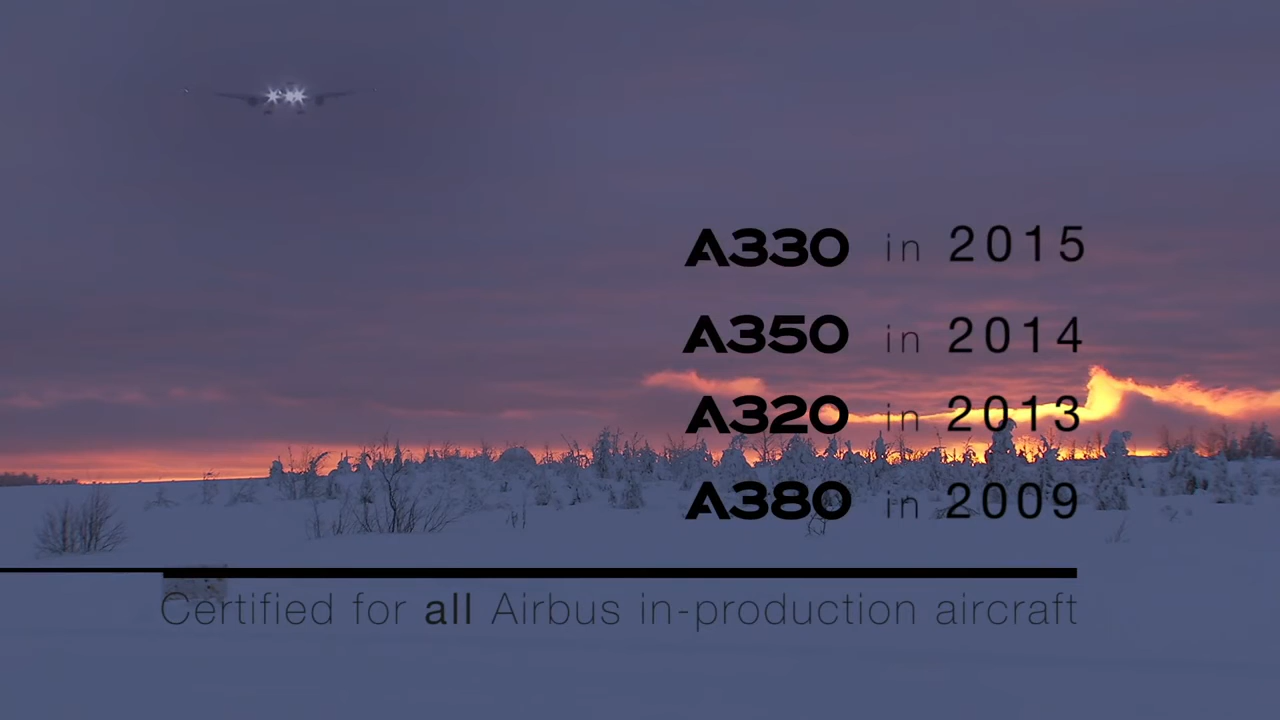 A330 in 2015
A350 in 2014
A320 in 2013
A380 in 2009
Certified for all Airbus in-production aircraft